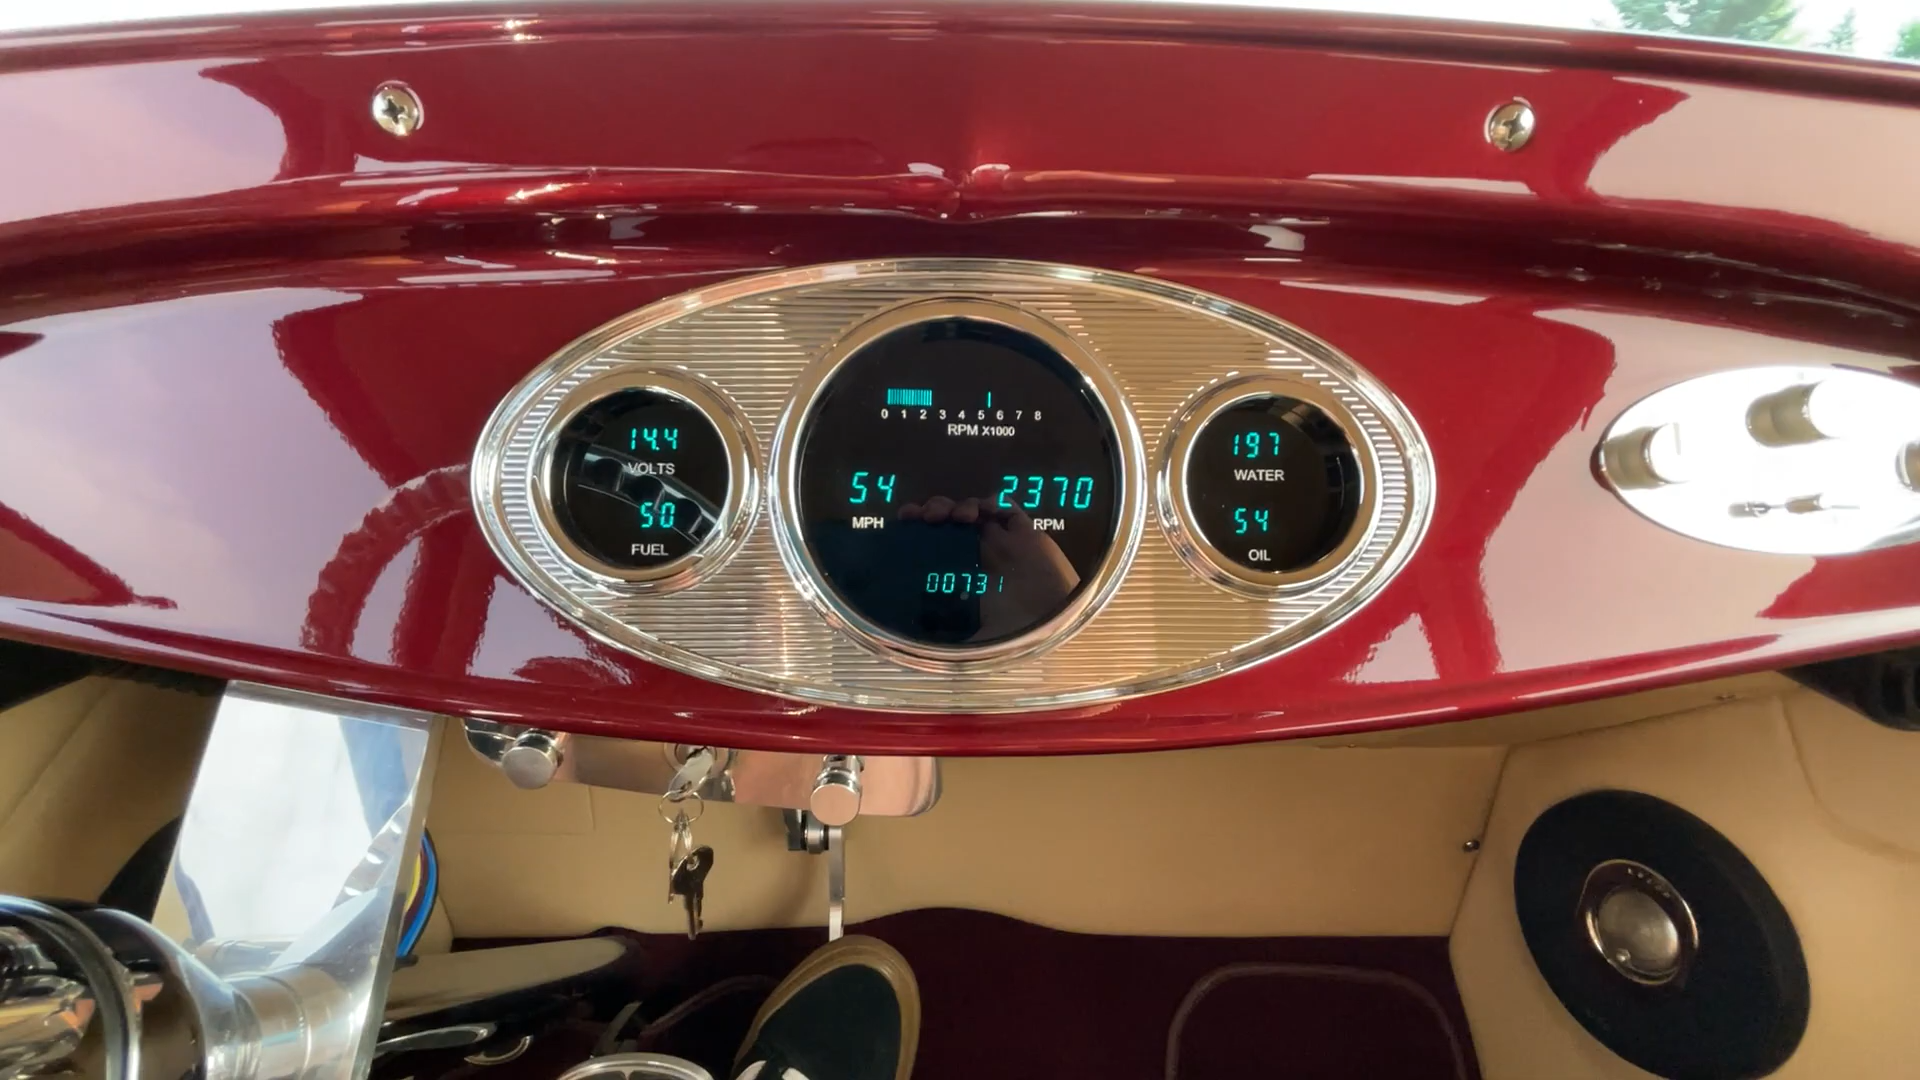 14.4
VOLTS
50
FUEL
0 1 2 3 4 5 6 7 8
RPM X1000
54
MPH
2370
RPM
00731
197
WATER
54
OIL